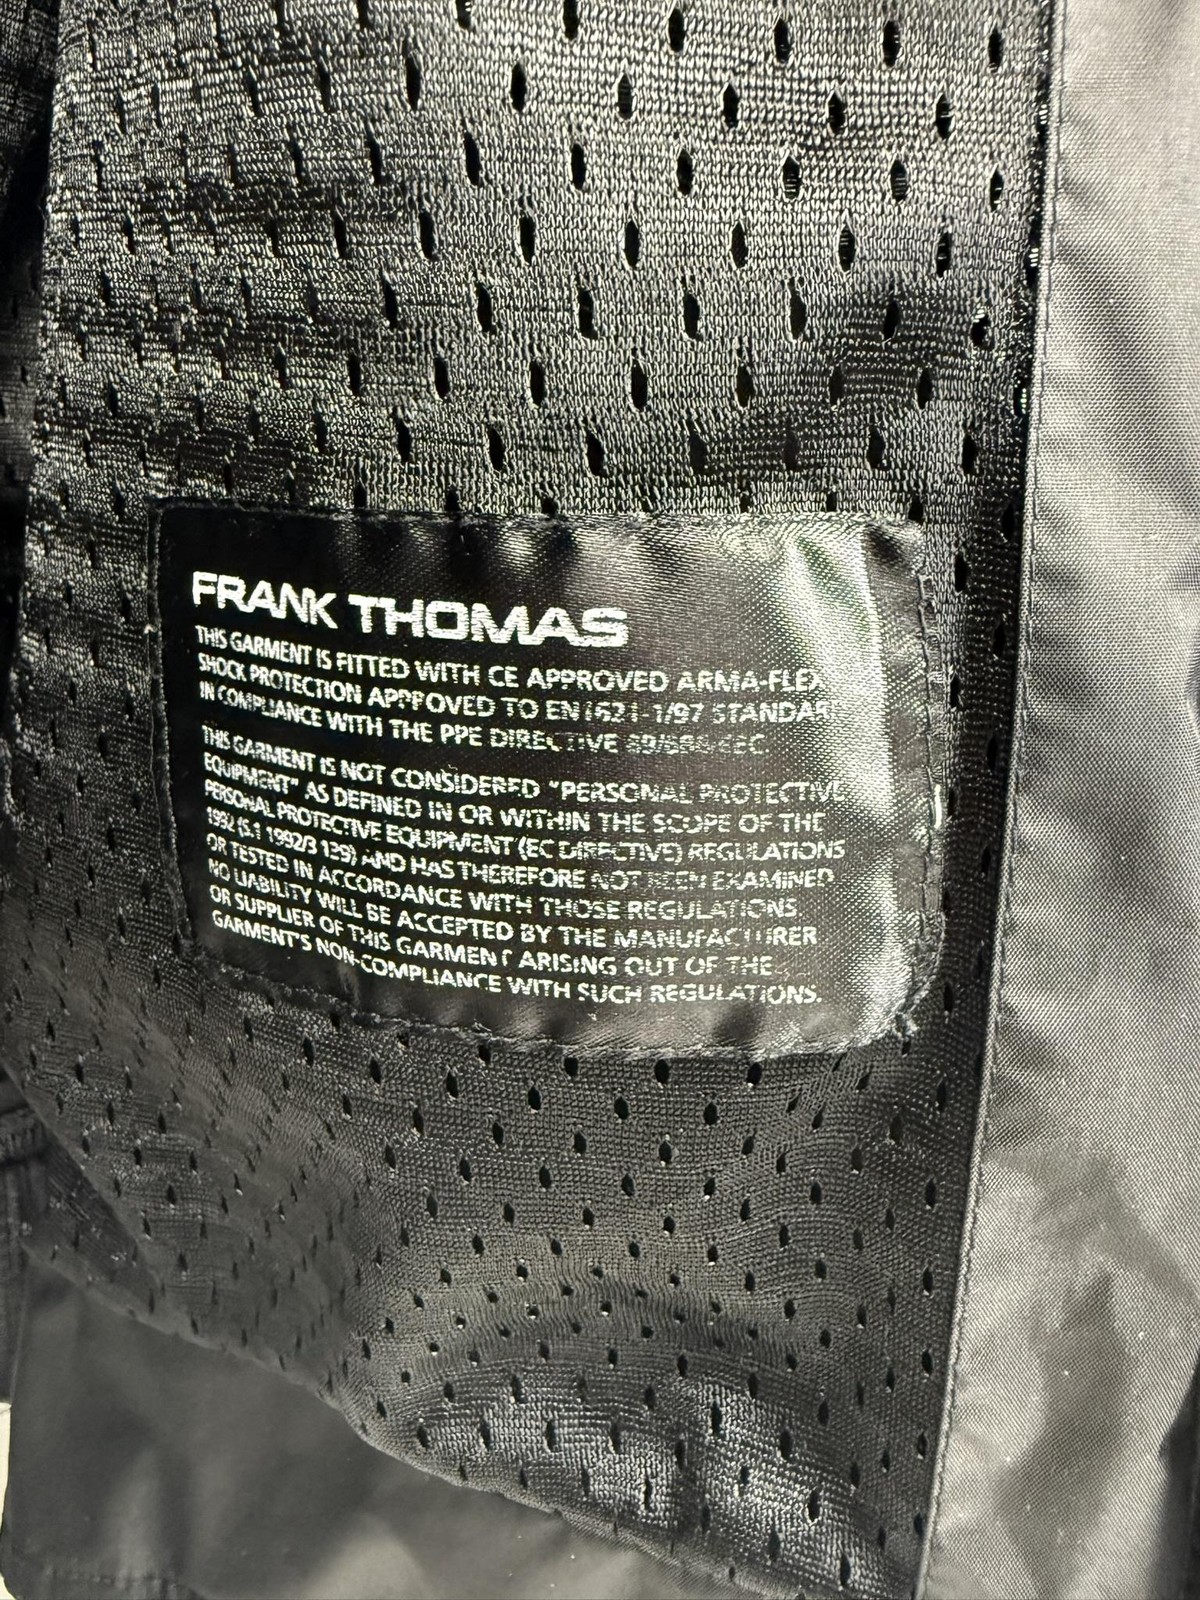 FRANK THOMAS
THIS GARMENT IS FITTED WITH CE APPROVED ARMA-FLEX
SHOCK PROTECTION APPROVED TO EN1621-1/97 STANDAR
IN COMPLIANCE WITH THE PPE DIRECTIVE 89/686 EEC
THIS GARMENT IS NOT CONSIDERED "PERSONAL PROTECTIVE
EQUIPMENT" AS DEFINED IN OR WITHIN THE SCOPE OF THE
PERSONAL PROTECTIVE EQUIPMENT (EC DIRECTIVE) REGULATIONS
1992 (S.1 1992/3 139) AND HAS THEREFORE NOT BEEN EXAMINED
OR TESTED IN ACCORDANCE WITH THOSE REGULATIONS
NO LIABILITY WILL BE ACCEPTED BY THE MANUFACTURER
OR SUPPLIER OF THIS GARMENT ARISING OUT OF THE
GARMENT'S NON-COMPLIANCE WITH SUCH REGULATIONS.